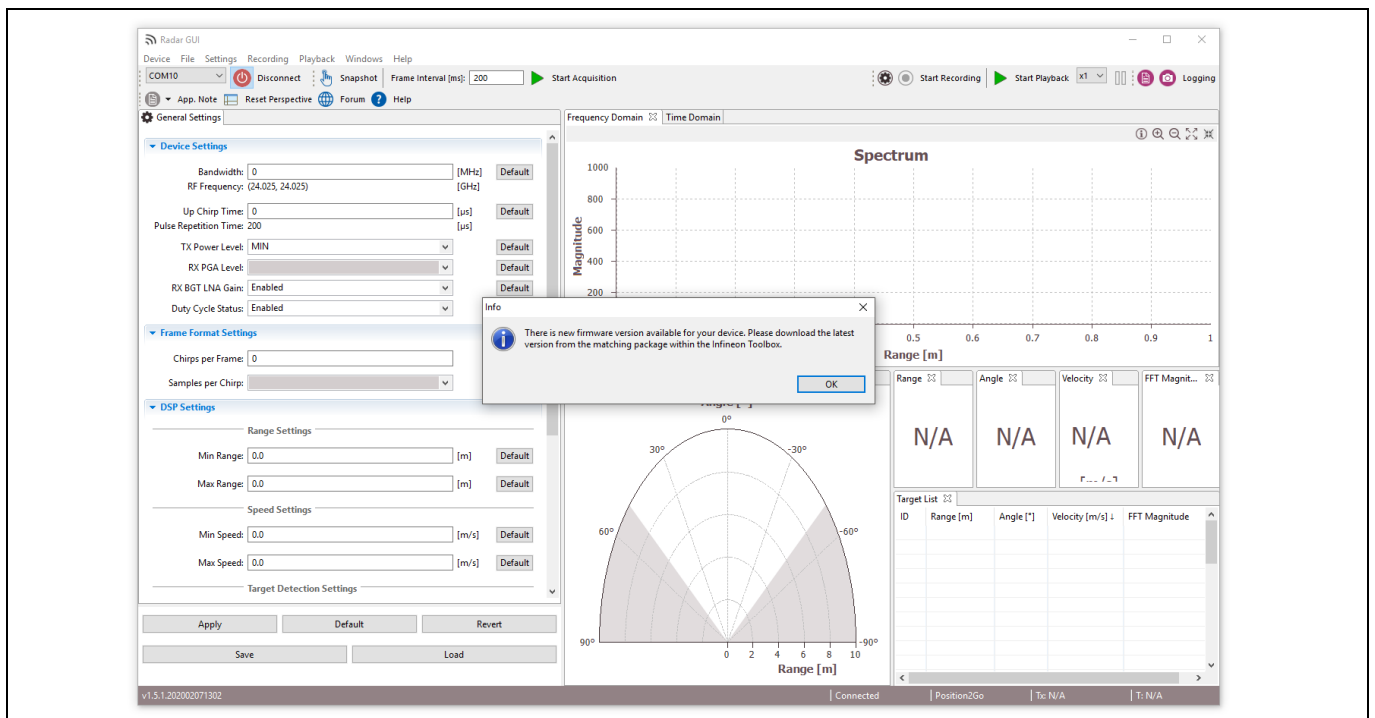 Radar GUI
Device File Settings Recording Playback Windows Help
COM10 Disconnect Snapshot Frame Interval [ms]: 200 Start Acquisition Start Recording Start Playback x1 Logging
App. Note Reset Perspective Forum Help
General Settings
Device Settings
Bandwidth: 0 [MHz] Default
RF Frequency: (24.025, 24.025) [GHz]
Up Chirp Time: 0 [µs] Default
Pulse Repetition Time: 200 [µs]
TX Power Level: MIN Default
RX PGA Level: Default
RX BGT LNA Gain: Enabled Default
Duty Cycle Status: Enabled
Frame Format Settings
Chirps per Frame: 0
Samples per Chirp:
DSP Settings
Range Settings
Min Range: 0.0 [m] Default
Max Range: 0.0 [m] Default
Speed Settings
Min Speed: 0.0 [m/s] Default
Max Speed: 0.0 [m/s] Default
Target Detection Settings
Apply Default Revert
Save Load
Frequency Domain Time Domain
Spectrum
1000
800
600
400
200
Magnitude
0.5 0.6 0.7 0.8 0.9 1
Range [m]
Info
There is new firmware version available for your device. Please download the latest
version from the matching package within the Infineon Toolbox.
OK
0°
30° -30°
60° -60°
90° -90°
0 2 4 6 8 10
Range [m]
Range Angle Velocity FFT Magnit...
N/A N/A N/A N/A
Target List
ID Range [m] Angle [°] Velocity [m/s] ↓ FFT Magnitude
v1.5.1.202002071302 Connected Position2Go Tx: N/A T: N/A